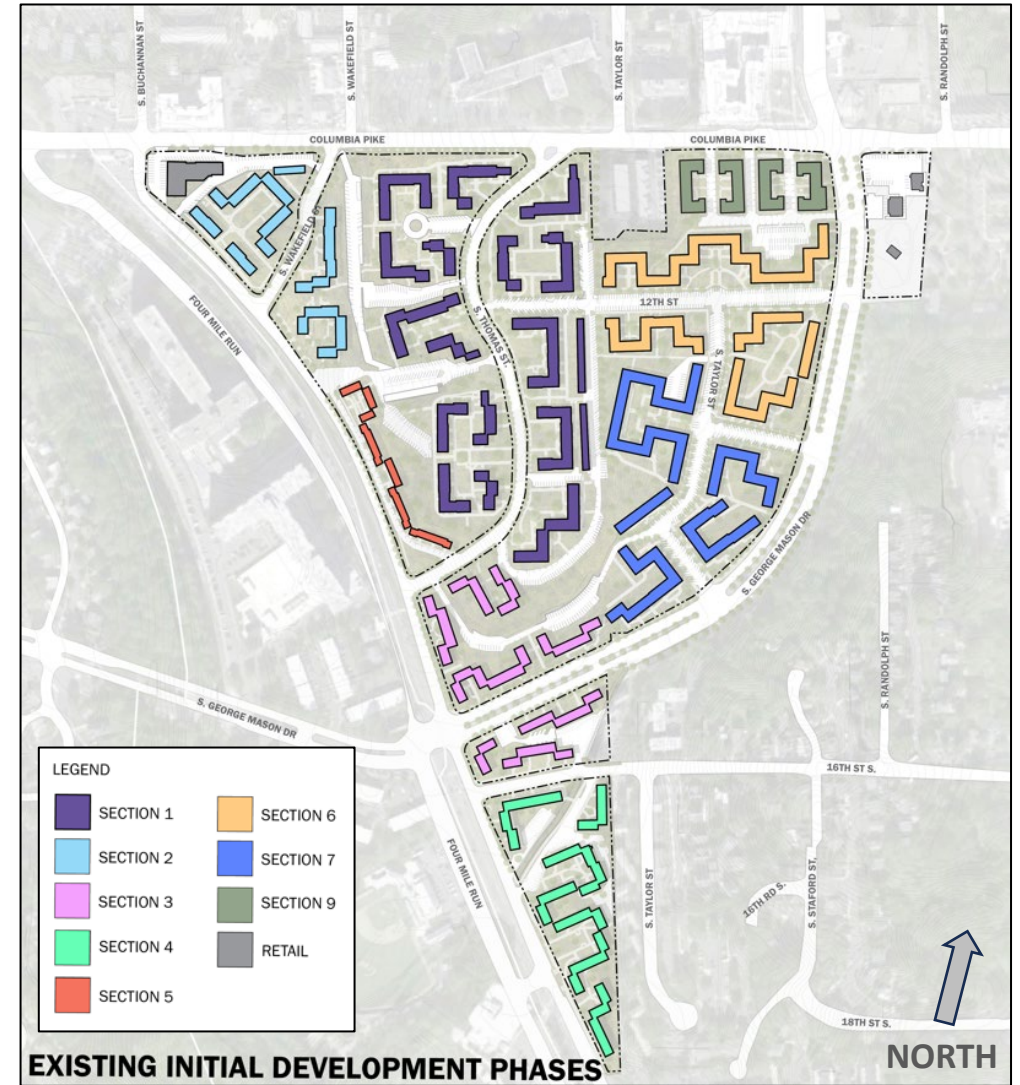 S. BUCHANNAN ST
S. WAKEFIELD ST
S. TAYLOR ST
S. RANDOLPH ST
COLUMBIA PIKE
COLUMBIA PIKE
S. WAKEFIELD
FOUR MILE RUN
S. THOMAS ST.
12TH ST
S. TAYLOR ST
S. GEORGE MASON DR
S. RANDOLPH ST
S. GEORGE MASON DR
16TH ST S.
FOUR MILE RUN
S. TAYLOR ST
16TH RD S.
S. STAFORD ST.
18TH ST S.
LEGEND
SECTION 1
SECTION 2
SECTION 3
SECTION 4
SECTION 5
SECTION 6
SECTION 7
SECTION 9
RETAIL
EXISTING INITIAL DEVELOPMENT PHASES
NORTH